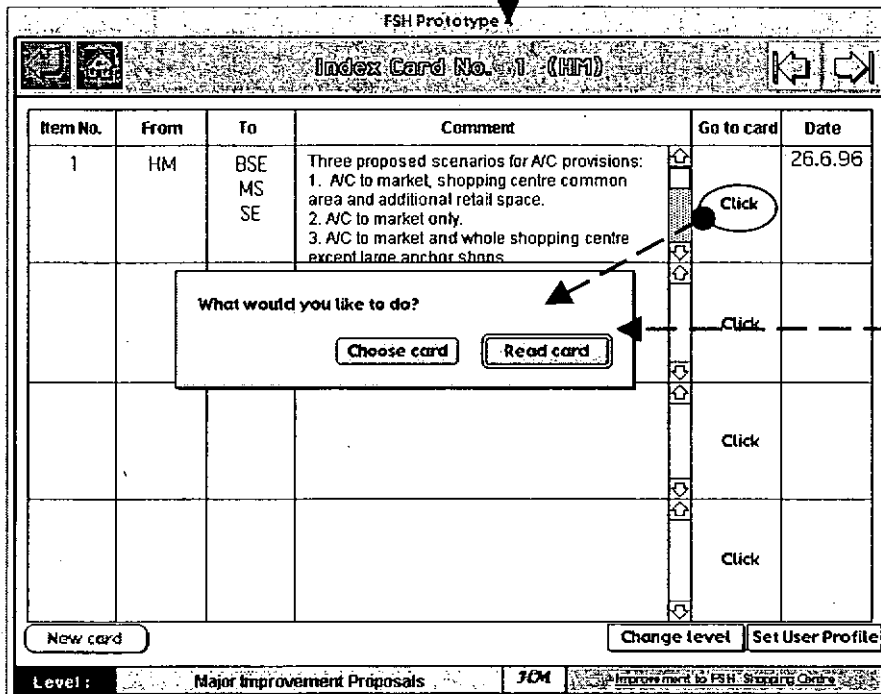 FSH Prototype
Index Card No. 1 (HM)
Item No. From To Comment Go to card Date
1 HM BSE Three proposed scenarios for A/C provisions: Click 26.6.96
MS 1. A/C to market, shopping centre common
SE area and additional retail space.
2. A/C to market only.
3. A/C to market and whole shopping centre
except large anchor shops
What would you like to do?
Choose card Read card
Click
Click
Click
New card Change level Set User Profile
Level: Major Improvement Proposals HM Improvement to FSH Shopping Centre